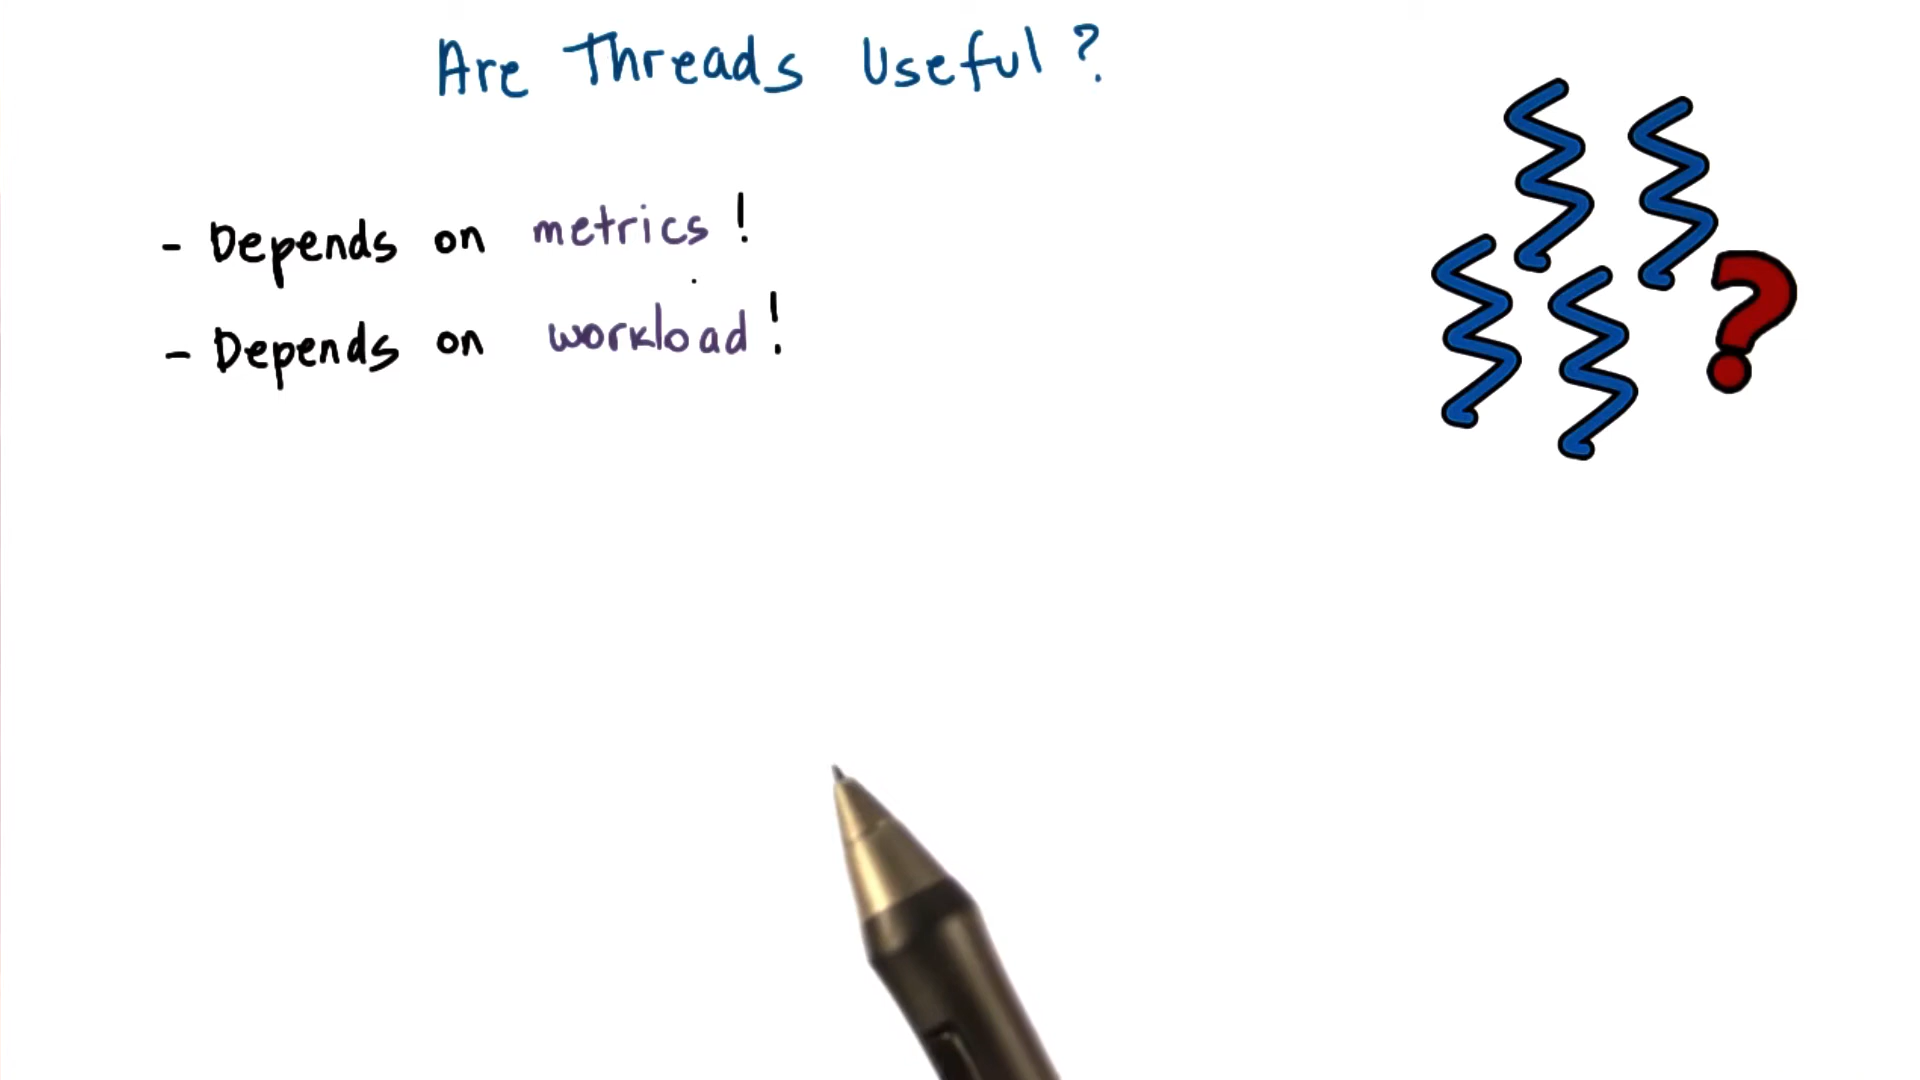 Are Threads Useful?
- Depends on metrics!
- Depends on workload!
?